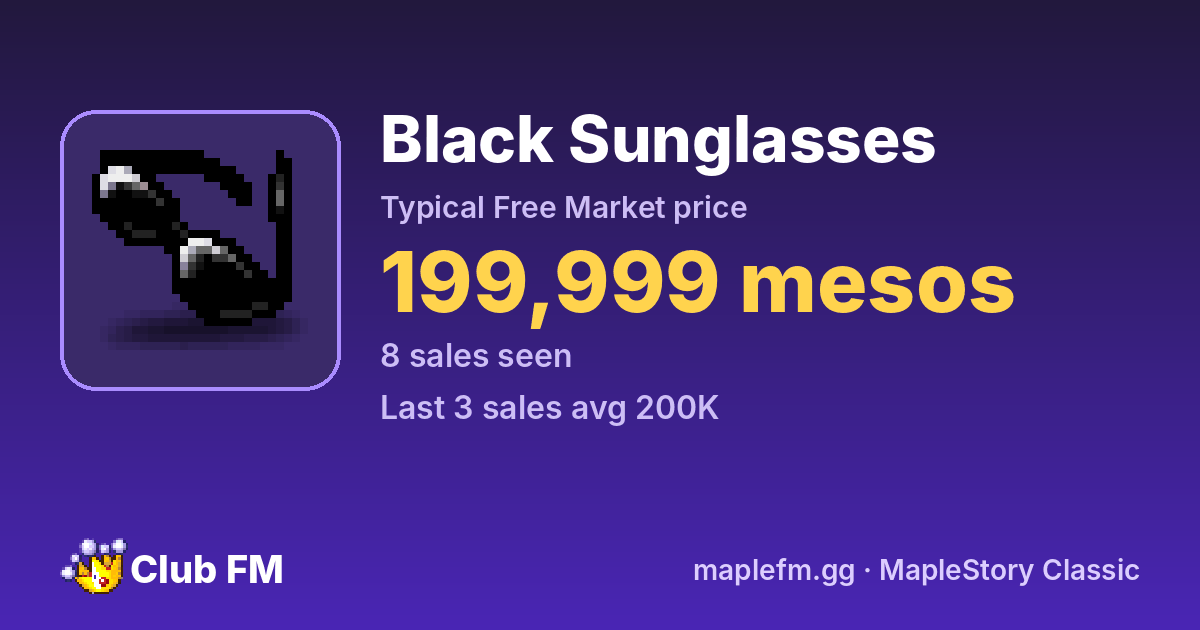 Black Sunglasses
Typical Free Market price
199,999 mesos
8 sales seen
Last 3 sales avg 200K
Club FM
maplefm.gg · MapleStory Classic